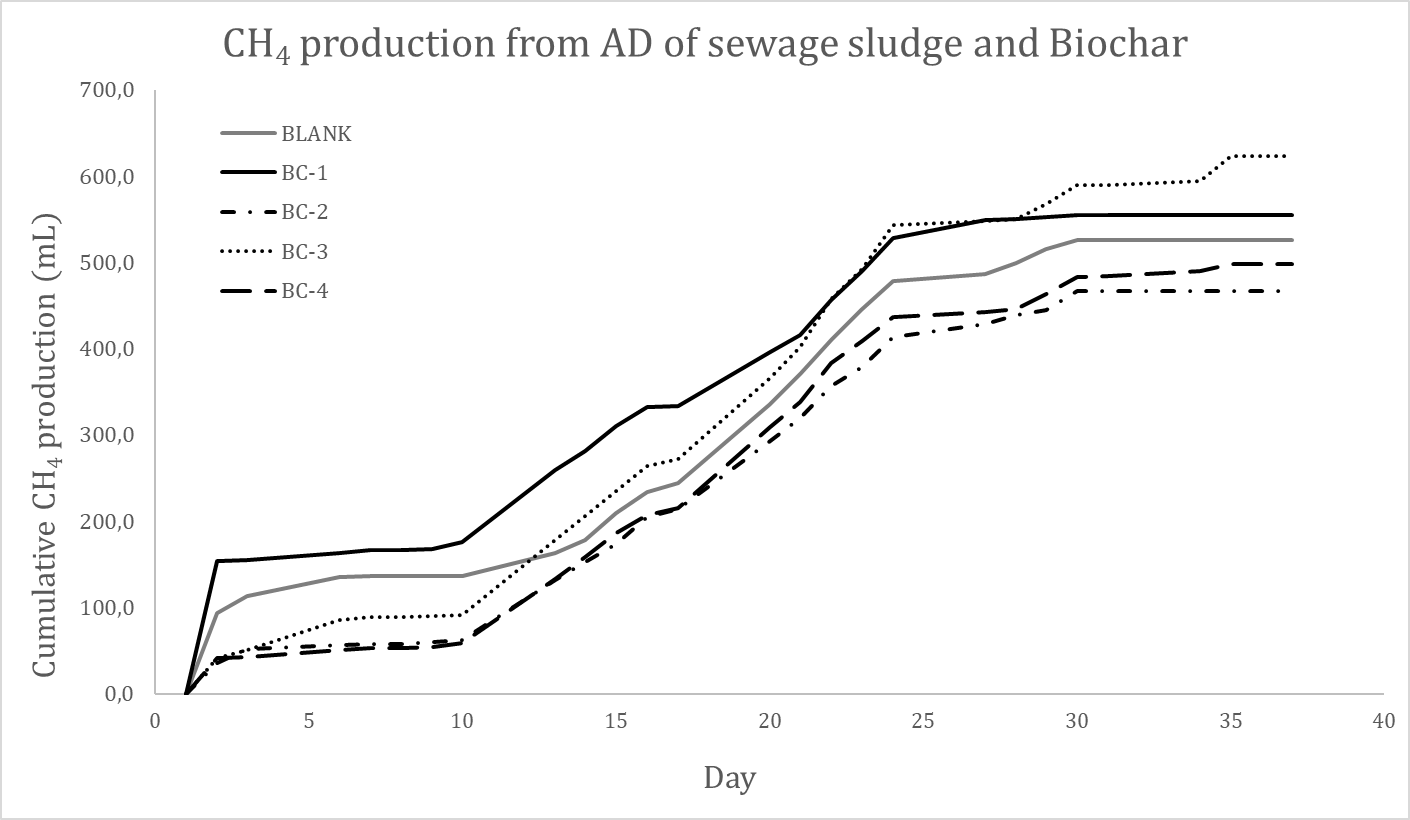 CH₄ production from AD of sewage sludge and Biochar
Cumulative CH₄ production (mL)
700,0
600,0
500,0
400,0
300,0
200,0
100,0
0,0
BLANK
BC-1
BC-2
BC-3
BC-4
0 5 10 15 20 25 30 35 40
Day